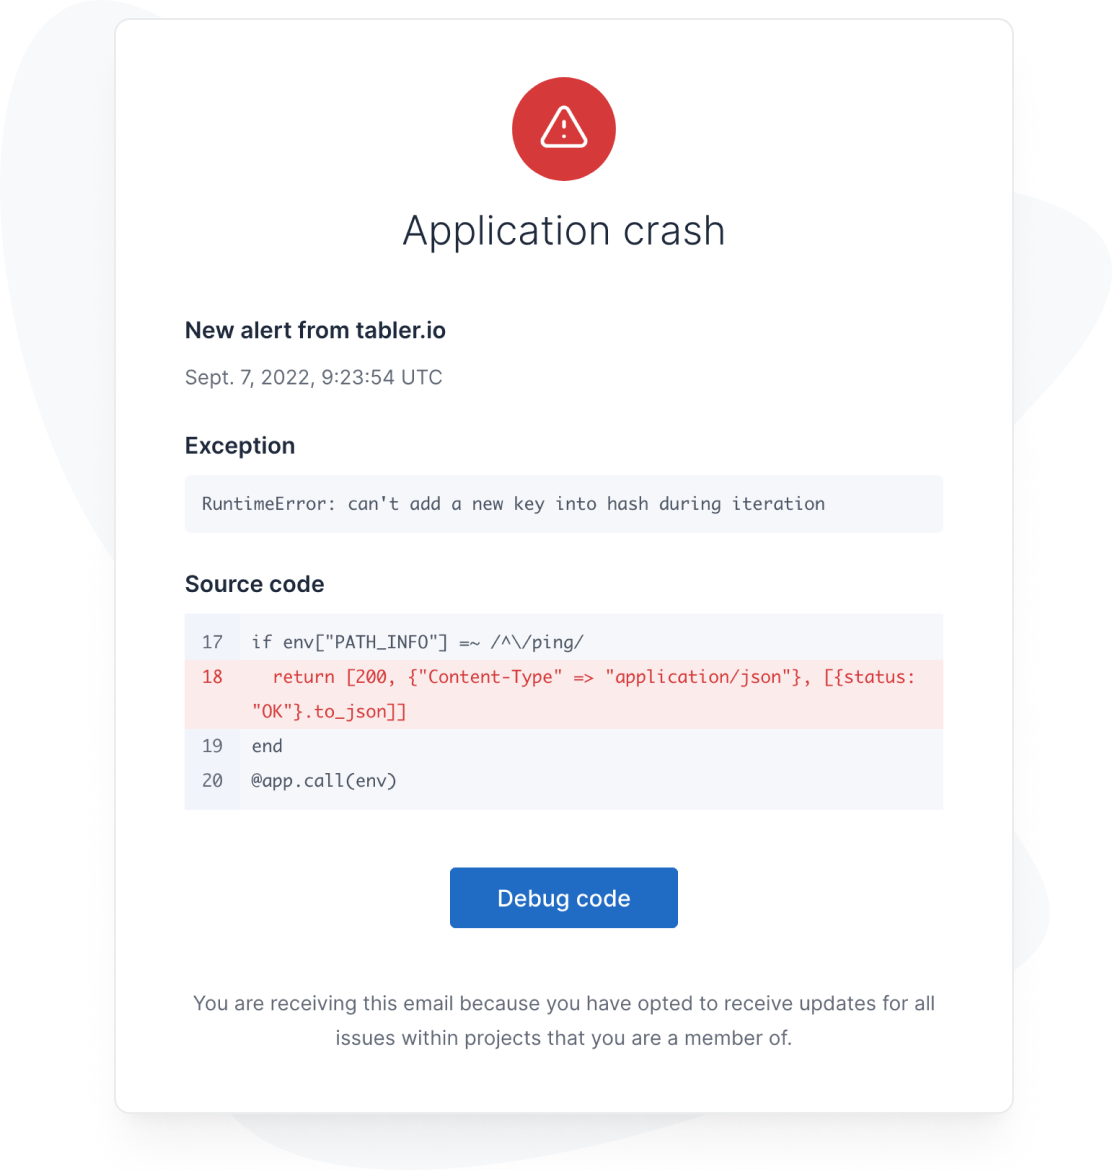 Application crash
New alert from tabler.io
Sept. 7, 2022, 9:23:54 UTC
Exception
RuntimeError: can't add a new key into hash during iteration
Source code
17 if env["PATH_INFO"] =~ /^\/ping/
18 return [200, {"Content-Type" => "application/json"}, [{status:
"OK"}.to_json]]
19 end
20 @app.call(env)
Debug code
You are receiving this email because you have opted to receive updates for all
issues within projects that you are a member of.